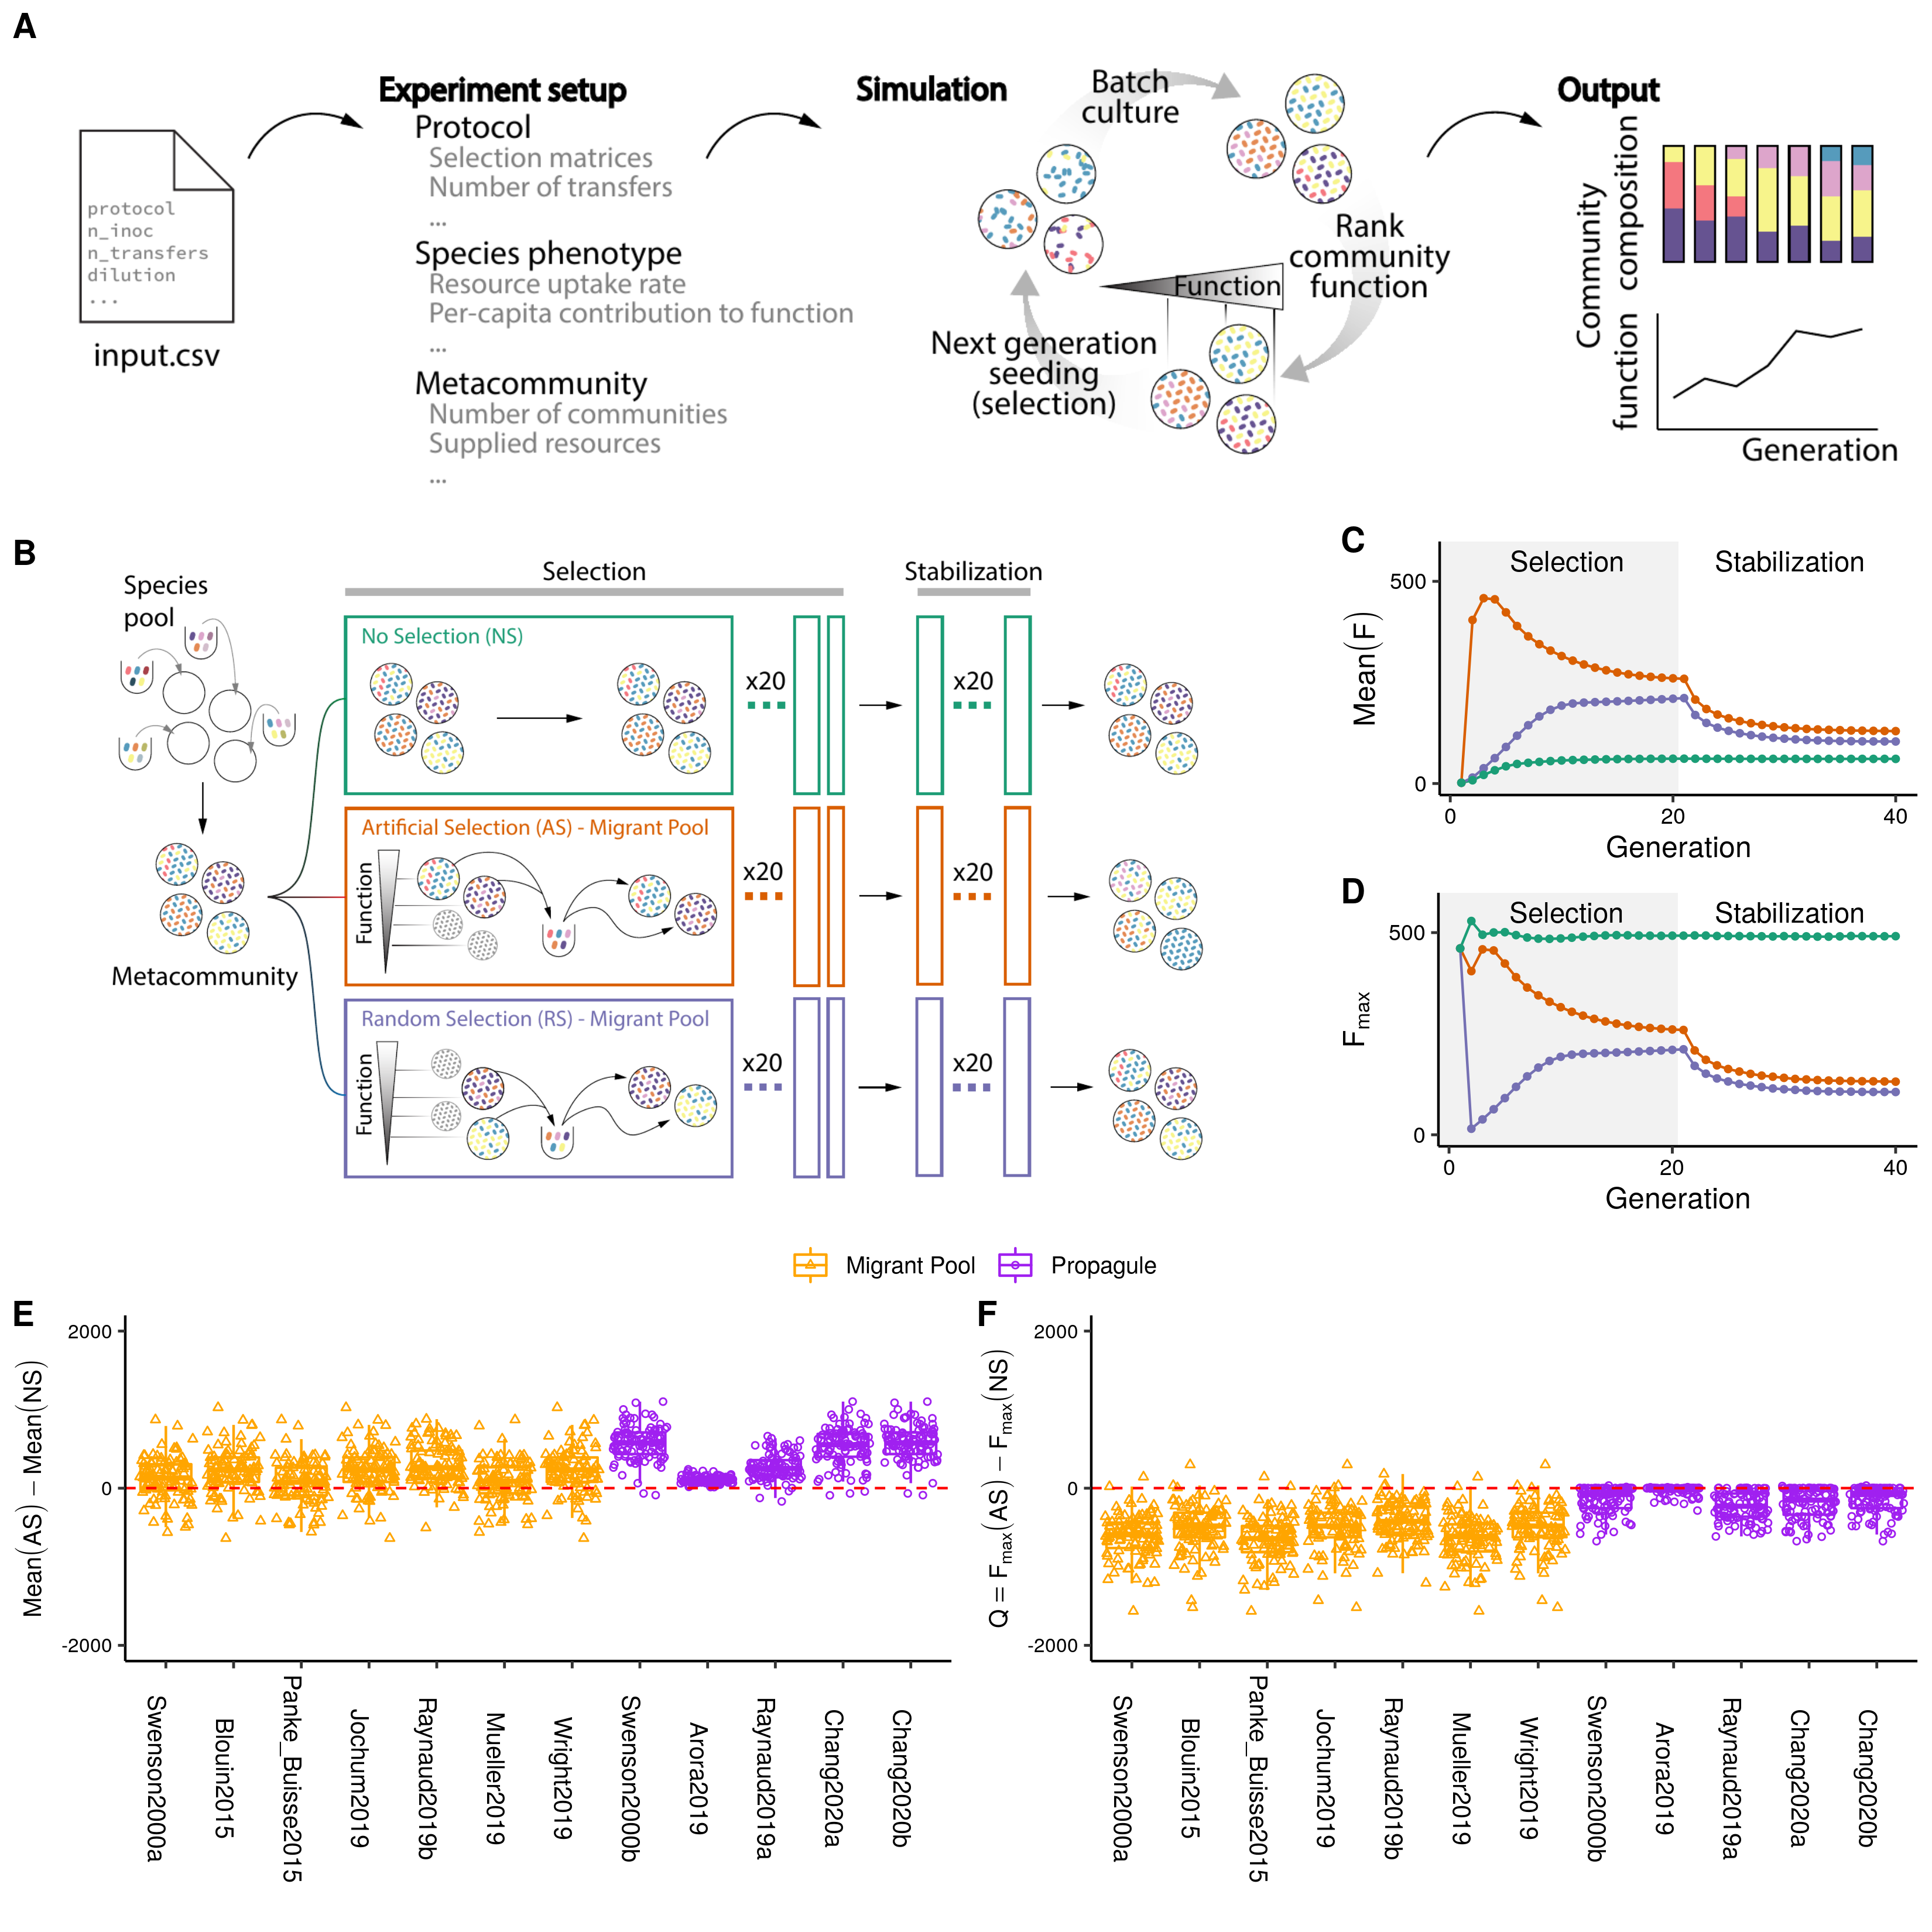 A
protocol
n_inoc
n_transfers
dilution
...
input.csv
Experiment setup
Protocol
Selection matrices
Number of transfers
...
Species phenotype
Resource uptake rate
Per-capita contribution to function
...
Metacommunity
Number of communities
Supplied resources
...
Simulation
Batch
culture
Rank
community
function
Function
Next generation
seeding
(selection)
Output
Community
composition
function
Generation
B
Species
pool
Metacommunity
Selection
Stabilization
No Selection (NS)
x20
x20
Artificial Selection (AS) - Migrant Pool
Function
x20
x20
Random Selection (RS) - Migrant Pool
Function
x20
x20
C
Selection
Stabilization
Mean(F)
500
0
0
20
40
Generation
D
Selection
Stabilization
Fmax
500
0
0
20
40
Generation
Migrant Pool
Propagule
E
Mean(AS) − Mean(NS)
2000
0
-2000
Swenson2000a
Blouin2015
Panke_Buisse2015
Jochum2019
Raynaud2019b
Mueller2019
Wright2019
Swenson2000b
Arora2019
Raynaud2019a
Chang2020a
Chang2020b
F
Q = Fmax(AS) − Fmax(NS)
2000
0
-2000
Swenson2000a
Blouin2015
Panke_Buisse2015
Jochum2019
Raynaud2019b
Mueller2019
Wright2019
Swenson2000b
Arora2019
Raynaud2019a
Chang2020a
Chang2020b